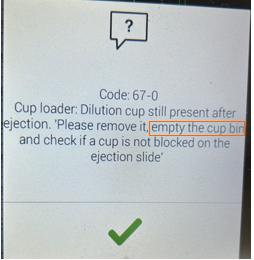 ?
Code: 67-0
Cup loader: Dilution cup still present after
ejection. 'Please remove it, empty the cup bin
and check if a cup is not blocked on the
ejection slide'